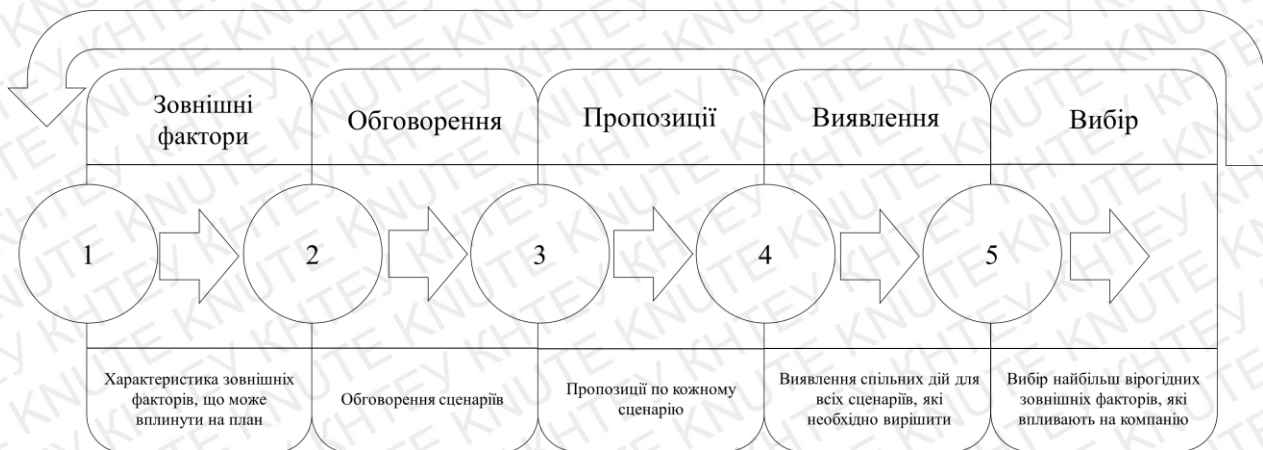 Зовнішні
фактори
Обговорення
Пропозиції
Виявлення
Вибір
1
2
3
4
5
Характеристика зовнішніх
факторів, що може
вплинути на план
Обговорення сценаріїв
Пропозиції по кожному
сценарію
Виявлення спільних дій для
всіх сценаріїв, які
необхідно вирішити
Вибір найбільш вірогідних
зовнішніх факторів, які
впливають на компанію
KNUTE КНТЕУ